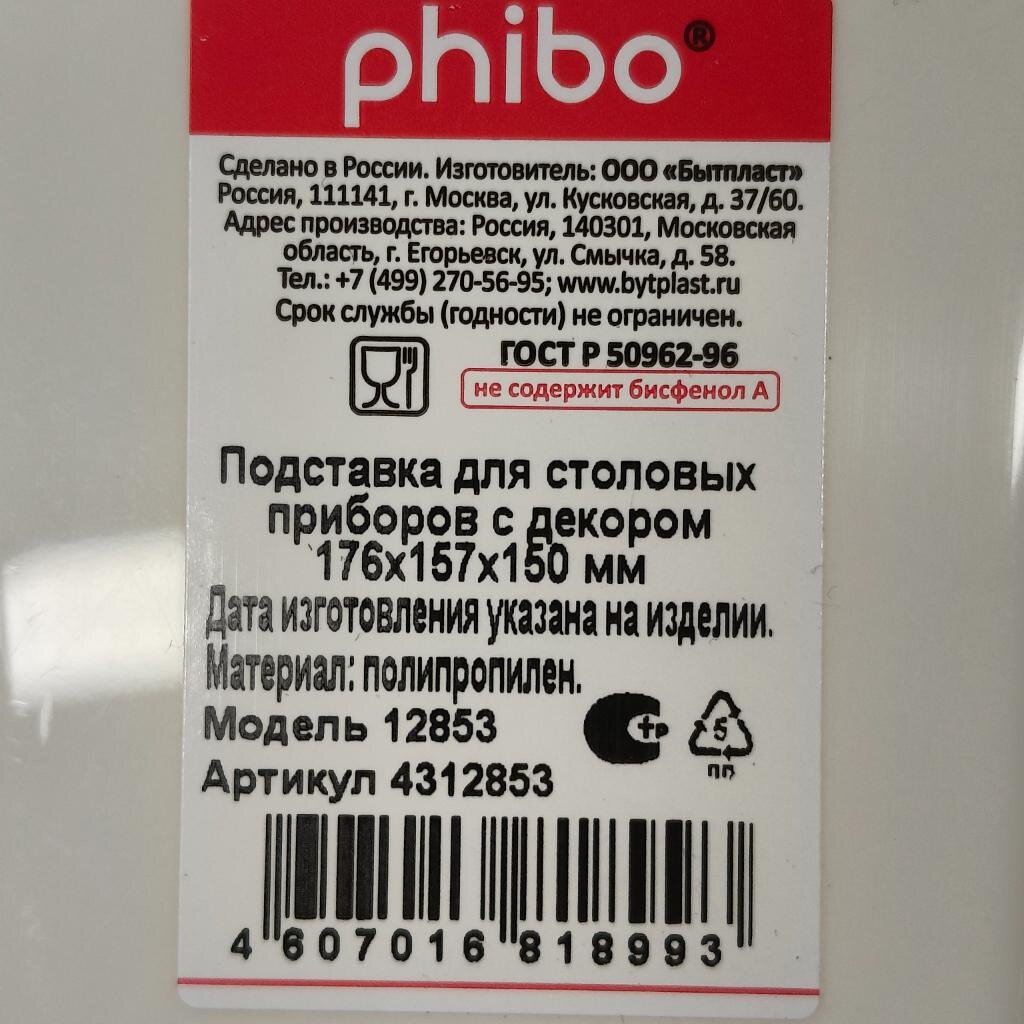 phibo®
Сделано в России. Изготовитель: ООО «Бытпласт»
Россия, 111141, г. Москва, ул. Кусковская, д. 37/60.
Адрес производства: Россия, 140301, Московская
область, г. Егорьевск, ул. Смычка, д. 58.
Тел.: +7 (499) 270-56-95; www.bytplast.ru
Срок службы (годности) не ограничен.
ГОСТ Р 50962-96
не содержит бисфенол А
Подставка для столовых
приборов с декором
176х157х150 мм
Дата изготовления указана на изделии.
Материал: полипропилен.
Модель 12853
Артикул 4312853
тр
5
пп
4 607016 818993